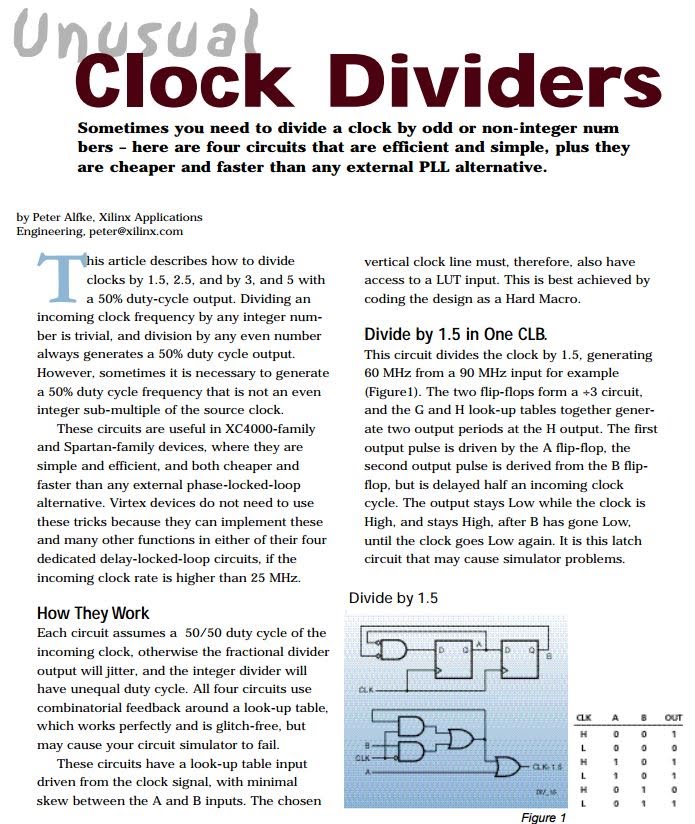 Unusual
Clock Dividers
Sometimes you need to divide a clock by odd or non-integer num
bers – here are four circuits that are efficient and simple, plus they
are cheaper and faster than any external PLL alternative.
by Peter Alfke, Xilinx Applications
Engineering, peter@xilinx.com
This article describes how to divide
clocks by 1.5, 2.5, and by 3, and 5 with
a 50% duty-cycle output. Dividing an
incoming clock frequency by any integer num-
ber is trivial, and division by any even number
always generates a 50% duty cycle output.
However, sometimes it is necessary to generate
a 50% duty cycle frequency that is not an even
integer sub-multiple of the source clock.
These circuits are useful in XC4000-family
and Spartan-family devices, where they are
simple and efficient, and both cheaper and
faster than any external phase-locked-loop
alternative. Virtex devices do not need to use
these tricks because they can implement these
and many other functions in either of their four
dedicated delay-locked-loop circuits, if the
incoming clock rate is higher than 25 MHz.
How They Work
Each circuit assumes a 50/50 duty cycle of the
incoming clock, otherwise the fractional divider
output will jitter, and the integer divider will
have unequal duty cycle. All four circuits use
combinatorial feedback around a look-up table,
which works perfectly and is glitch-free, but
may cause your circuit simulator to fail.
These circuits have a look-up table input
driven from the clock signal, with minimal
skew between the A and B inputs. The chosen
vertical clock line must, therefore, also have
access to a LUT input. This is best achieved by
coding the design as a Hard Macro.
Divide by 1.5 in One CLB.
This circuit divides the clock by 1.5, generating
60 MHz from a 90 MHz input for example
(Figure1). The two flip-flops form a ÷3 circuit,
and the G and H look-up tables together gener-
ate two output periods at the H output. The first
output pulse is driven by the A flip-flop, the
second output pulse is derived from the B flip-
flop, but is delayed half an incoming clock
cycle. The output stays Low while the clock is
High, and stays High, after B has gone Low,
until the clock goes Low again. It is this latch
circuit that may cause simulator problems.
Divide by 1.5
D Q A D Q B
CLK
B
CLK
A
CLK-1.5
DIV_15
CLK A B OUT
H 0 0 1
L 0 0 0
H 1 0 1
L 1 0 1
H 0 1 0
L 0 1 1
Figure 1